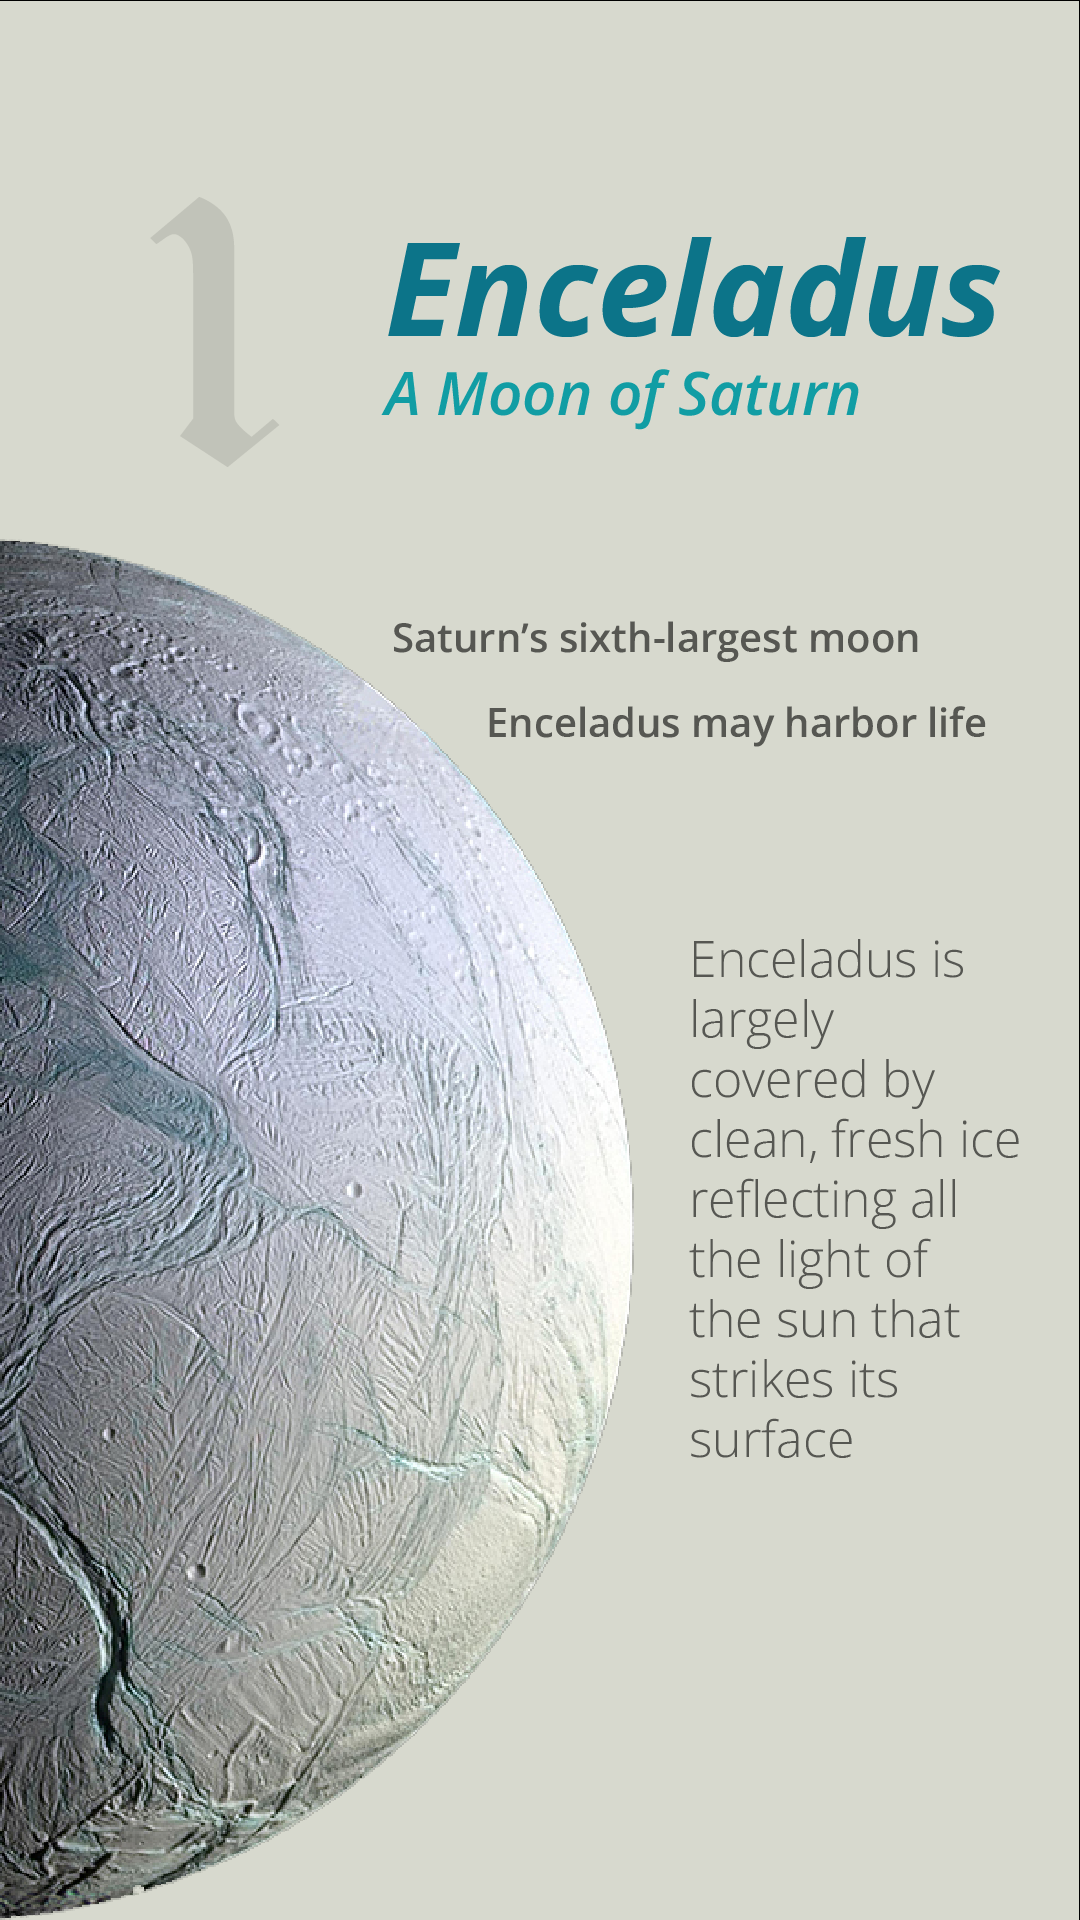 1
Enceladus
A Moon of Saturn
Saturn’s sixth-largest moon
Enceladus may harbor life
Enceladus is
largely
covered by
clean, fresh ice
reflecting all
the light of
the sun that
strikes its
surface